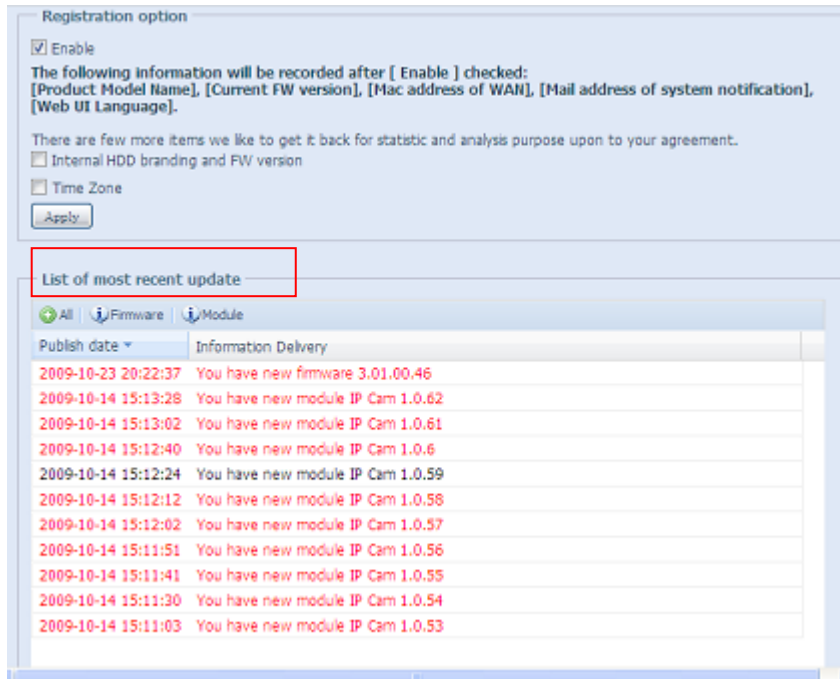 Registration option
Enable
The following information will be recorded after [ Enable ] checked:
[Product Model Name], [Current FW version], [Mac address of WAN], [Mail address of system notification],
[Web UI Language].
There are few more items we like to get it back for statistic and analysis purpose upon to your agreement.
Internal HDD branding and FW version
Time Zone
Apply
List of most recent update
All Firmware Module
Publish date Information Delivery
2009-10-23 20:22:37 You have new firmware 3.01.00.46
2009-10-14 15:13:28 You have new module IP Cam 1.0.62
2009-10-14 15:13:02 You have new module IP Cam 1.0.61
2009-10-14 15:12:40 You have new module IP Cam 1.0.6
2009-10-14 15:12:24 You have new module IP Cam 1.0.59
2009-10-14 15:12:12 You have new module IP Cam 1.0.58
2009-10-14 15:12:02 You have new module IP Cam 1.0.57
2009-10-14 15:11:51 You have new module IP Cam 1.0.56
2009-10-14 15:11:41 You have new module IP Cam 1.0.55
2009-10-14 15:11:30 You have new module IP Cam 1.0.54
2009-10-14 15:11:03 You have new module IP Cam 1.0.53